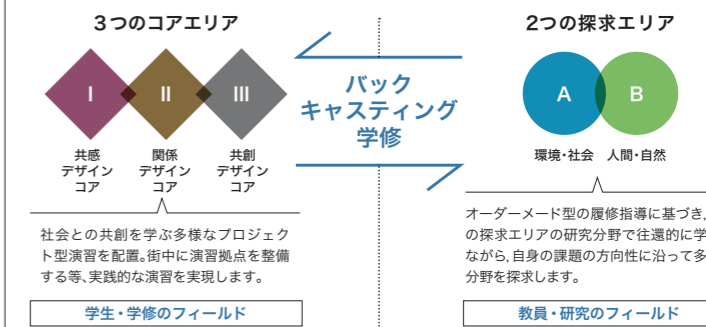 3つのコアエリア
I
II
III
共感
デザイン
コア
関係
デザイン
コア
共創
デザイン
コア
社会との共創を学ぶ多様なプロジェク
ト型演習を配置。街中に演習拠点を整備
する等、実践的な演習を実現します。
学生・学修のフィールド
バック
キャスティング
学修
2つの探求エリア
A
B
環境・社会
人間・自然
オーダーメード型の履修指導に基づき、
の探求エリアの研究分野で往還的に学
ながら、自身の課題の方向性に沿って多
分野を探求します。
教員・研究のフィールド